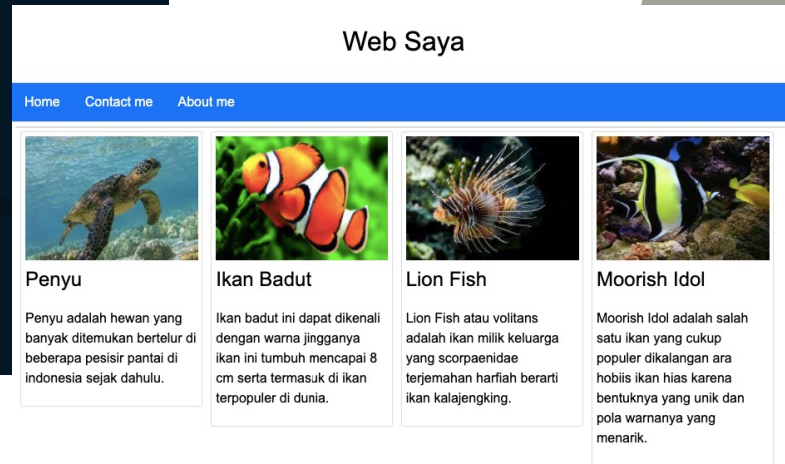 Web Saya
Home Contact me About me
Penyu
Penyu adalah hewan yang
banyak ditemukan bertelur di
beberapa pesisir pantai di
indonesia sejak dahulu.
Ikan Badut
Ikan badut ini dapat dikenali
dengan warna jingganya
ikan ini tumbuh mencapai 8
cm serta termasuk di ikan
terpopuler di dunia.
Lion Fish
Lion Fish atau volitans
adalah ikan milik keluarga
yang scorpaenidae
terjemahan harfiah berarti
ikan kalajengking.
Moorish Idol
Moorish Idol adalah salah
satu ikan yang cukup
populer dikalangan ara
hobiis ikan hias karena
bentuknya yang unik dan
pola warnanya yang
menarik.